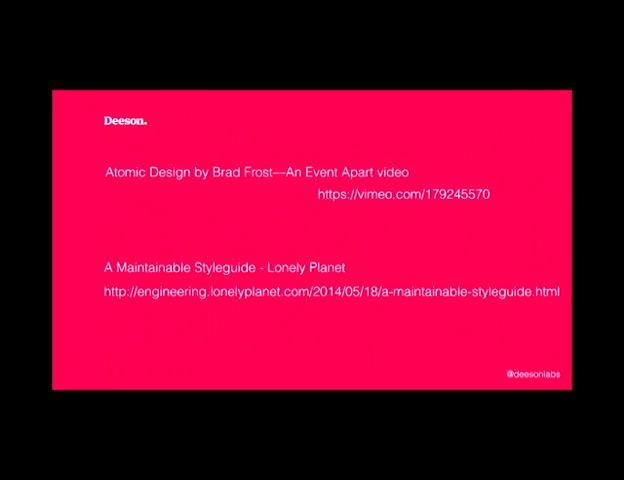 Deeson.
Atomic Design by Brad Frost—An Event Apart video
https://vimeo.com/179245570
A Maintainable Styleguide - Lonely Planet
http://engineering.lonelyplanet.com/2014/05/18/a-maintainable-styleguide.html
@deesonlabs